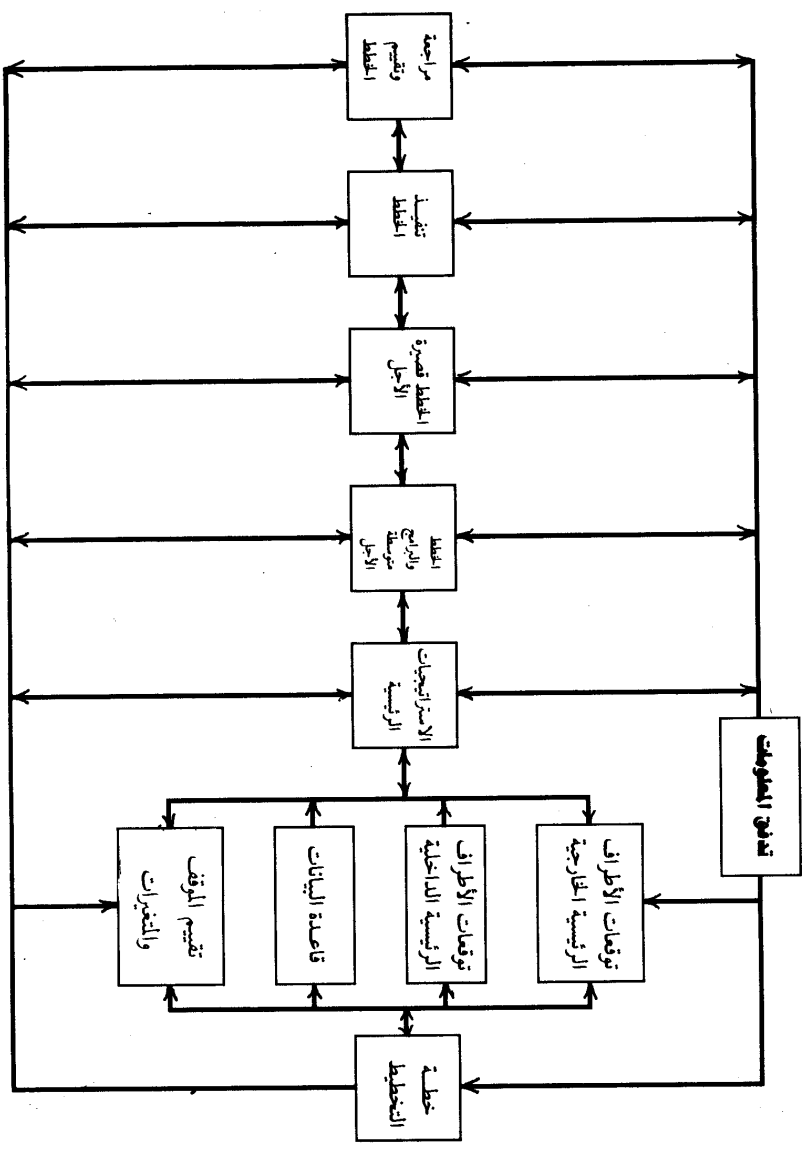 تدفق المعلومات
خطة
التخطيط
توقعات الأطراف
الرئيسية الخارجية
توقعات الأطراف
الرئيسية الداخلية
قاعدة البيانات
تقييم الموقف
والمتغيرات
الاستراتيجيات
الرئيسية
الخطط
والبرامج
متوسطة
الأجل
الخطط قصيرة
الأجل
تنفيذ
الخطط
مراجعة
وتقييم
الخطط